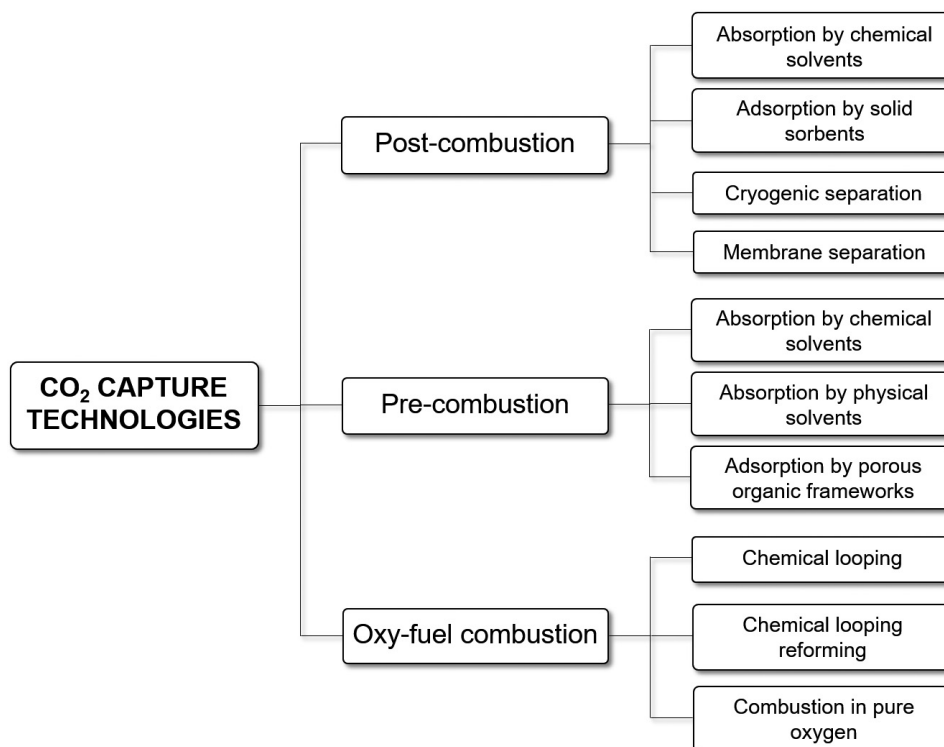 Absorption by chemical
solvents
Adsorption by solid
sorbents
Post-combustion
Cryogenic separation
Membrane separation
Absorption by chemical
solvents
CO₂ CAPTURE
TECHNOLOGIES
Pre-combustion
Absorption by physical
solvents
Adsorption by porous
organic frameworks
Chemical looping
Oxy-fuel combustion
Chemical looping
reforming
Combustion in pure
oxygen